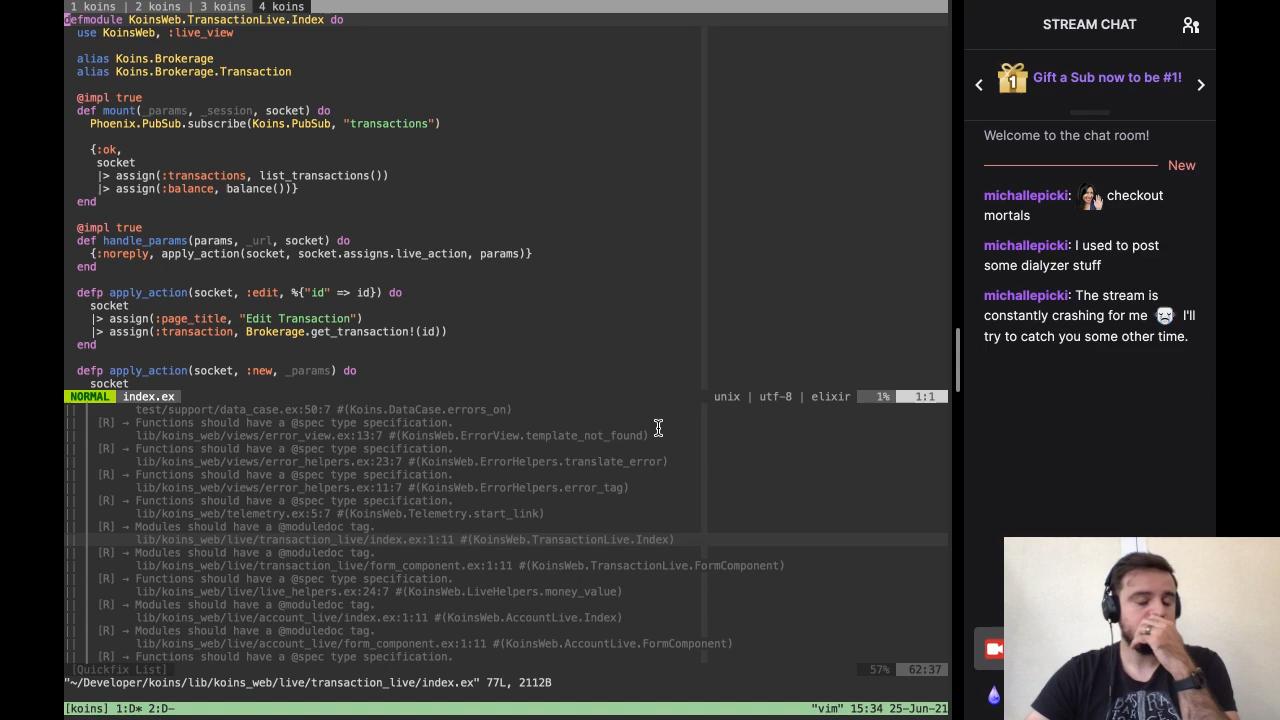 1 koins | 2 koins | 3 koins  4 koins
defmodule KoinsWeb.TransactionLive.Index do
use KoinsWeb, :live_view
alias Koins.Brokerage
alias Koins.Brokerage.Transaction
@impl true
def mount(_params, _session, socket) do
Phoenix.PubSub.subscribe(Koins.PubSub, "transactions")
{:ok,
socket
|> assign(:transactions, list_transactions())
|> assign(:balance, balance())}
end
@impl true
def handle_params(params, _url, socket) do
{:noreply, apply_action(socket, socket.assigns.live_action, params)}
end
defp apply_action(socket, :edit, %{"id" => id}) do
socket
|> assign(:page_title, "Edit Transaction")
|> assign(:transaction, Brokerage.get_transaction!(id))
end
defp apply_action(socket, :new, _params) do
socket
NORMAL index.ex unix | utf-8 | elixir 1% 1:1
|| | test/support/data_case.ex:50:7 #(Koins.DataCase.errors_on)
|| | [R] → Functions should have a @spec type specification.
|| | lib/koins_web/views/error_view.ex:13:7 #(KoinsWeb.ErrorView.template_not_found)
|| | [R] → Functions should have a @spec type specification.
|| | lib/koins_web/views/error_helpers.ex:23:7 #(KoinsWeb.ErrorHelpers.translate_error)
|| | [R] → Functions should have a @spec type specification.
|| | lib/koins_web/views/error_helpers.ex:11:7 #(KoinsWeb.ErrorHelpers.error_tag)
|| | [R] → Functions should have a @spec type specification.
|| | lib/koins_web/telemetry.ex:5:7 #(KoinsWeb.Telemetry.start_link)
|| | [R] → Modules should have a @moduledoc tag.
|| | lib/koins_web/live/transaction_live/index.ex:1:11 #(KoinsWeb.TransactionLive.Index)
|| | [R] → Modules should have a @moduledoc tag.
|| | lib/koins_web/live/transaction_live/form_component.ex:1:11 #(KoinsWeb.TransactionLive.FormComponent)
|| | [R] → Functions should have a @spec type specification.
|| | lib/koins_web/live/live_helpers.ex:24:7 #(KoinsWeb.LiveHelpers.money_value)
|| | [R] → Modules should have a @moduledoc tag.
|| | lib/koins_web/live/account_live/index.ex:1:11 #(KoinsWeb.AccountLive.Index)
|| | [R] → Modules should have a @moduledoc tag.
|| | lib/koins_web/live/account_live/form_component.ex:1:11 #(KoinsWeb.AccountLive.FormComponent)
|| | [R] → Functions should have a @spec type specification.
[Quickfix List] 57% 62:37
"~/Developer/koins/lib/koins_web/live/transaction_live/index.ex" 77L, 2112B
[koins] 1:D* 2:D- "vim" 15:34 25-Jun-21
STREAM CHAT
1 Gift a Sub now to be #1!
Welcome to the chat room!
New
michallepicki: checkout
mortals
michallepicki: I used to post
some dialyzer stuff
michallepicki: The stream is
constantly crashing for me I'll
try to catch you some other time.